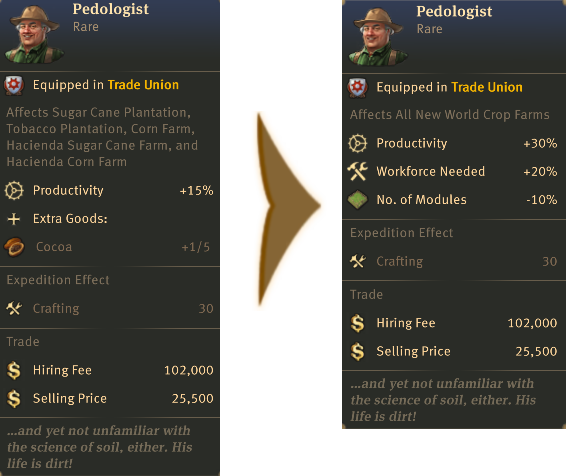 Pedologist
Rare
Equipped in Trade Union
Affects Sugar Cane Plantation,
Tobacco Plantation, Corn Farm,
Hacienda Sugar Cane Farm, and
Hacienda Corn Farm
Productivity +15%
Extra Goods:
Cocoa +1/5
Expedition Effect
Crafting 30
Trade
Hiring Fee 102,000
Selling Price 25,500
...and yet not unfamiliar with
the science of soil, either. His
life is dirt!
Pedologist
Rare
Equipped in Trade Union
Affects All New World Crop Farms
Productivity +30%
Workforce Needed +20%
No. of Modules -10%
Expedition Effect
Crafting 30
Trade
Hiring Fee 102,000
Selling Price 25,500
...and yet not unfamiliar with
the science of soil, either. His
life is dirt!